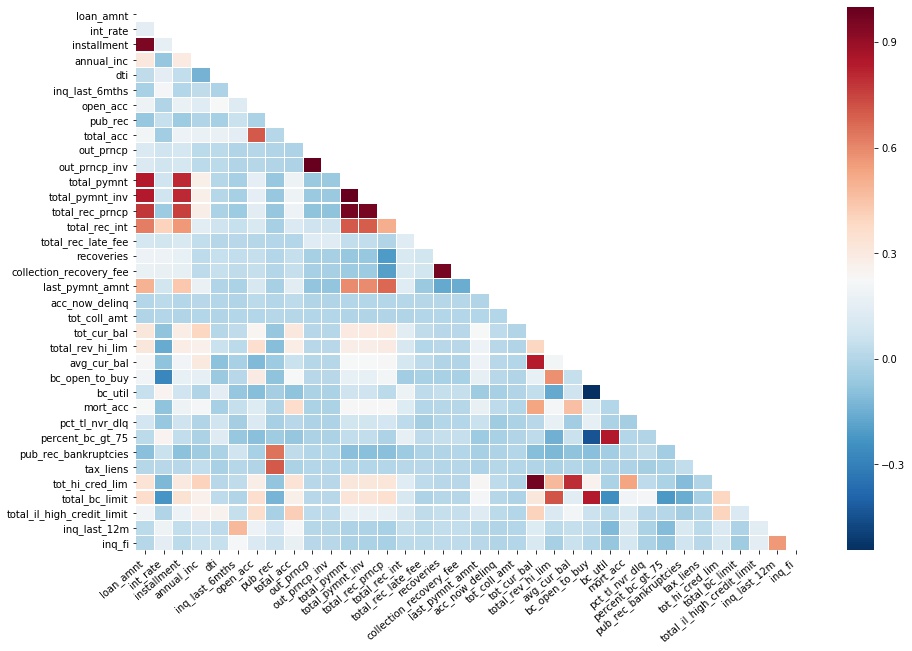 loan_amnt
int_rate
installment
annual_inc
dti
inq_last_6mths
open_acc
pub_rec
total_acc
out_prncp
out_prncp_inv
total_pymnt
total_pymnt_inv
total_rec_prncp
total_rec_int
total_rec_late_fee
recoveries
collection_recovery_fee
last_pymnt_amnt
acc_now_delinq
tot_coll_amt
tot_cur_bal
total_rev_hi_lim
avg_cur_bal
bc_open_to_buy
bc_util
mort_acc
pct_tl_nvr_dlq
percent_bc_gt_75
pub_rec_bankruptcies
tax_liens
tot_hi_cred_lim
total_bc_limit
total_il_high_credit_limit
inq_last_12m
inq_fi
loan_amnt
int_rate
installment
annual_inc
dti
inq_last_6mths
open_acc
pub_rec
total_acc
out_prncp
out_prncp_inv
total_pymnt
total_pymnt_inv
total_rec_prncp
total_rec_int
total_rec_late_fee
recoveries
collection_recovery_fee
last_pymnt_amnt
acc_now_delinq
tot_coll_amt
tot_cur_bal
total_rev_hi_lim
avg_cur_bal
bc_open_to_buy
bc_util
mort_acc
pct_tl_nvr_dlq
percent_bc_gt_75
pub_rec_bankruptcies
tax_liens
tot_hi_cred_lim
total_bc_limit
total_il_high_credit_limit
inq_last_12m
inq_fi
0.9
0.6
0.3
0.0
-0.3